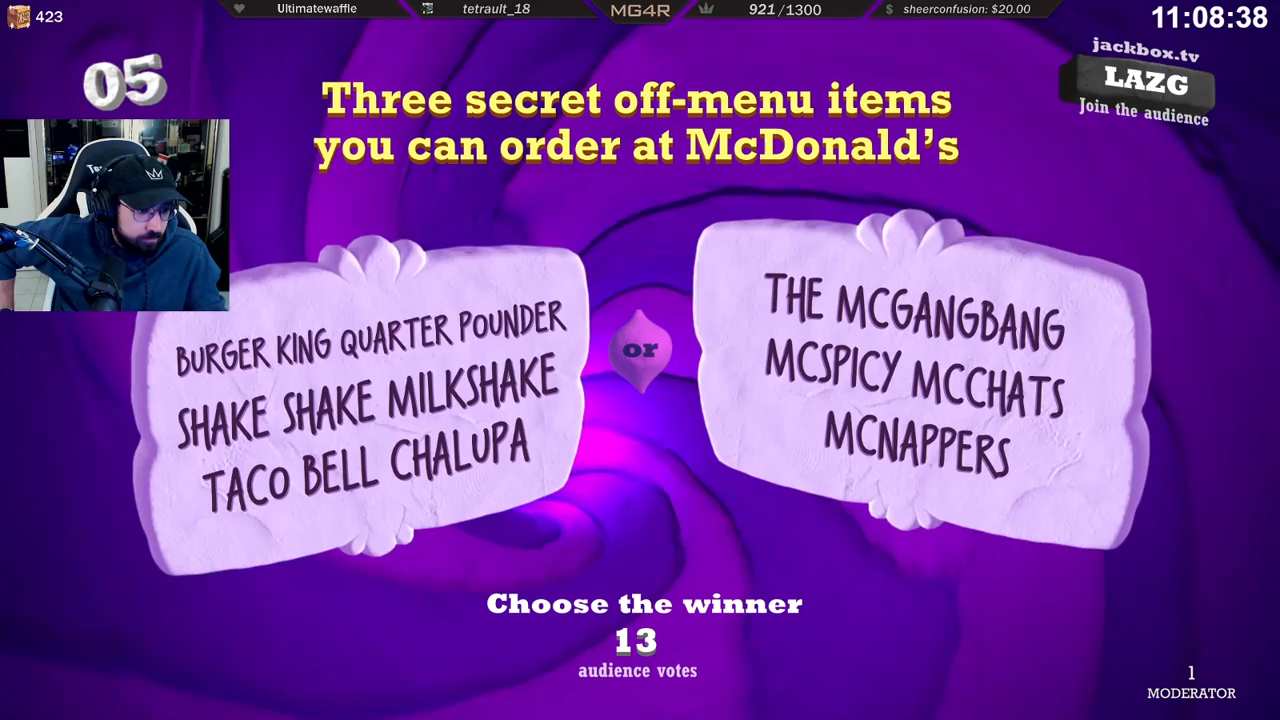 423
Ultimatewaffle
tetrault_18
MG4R
921/1300
$ sheerconfusion: $20.00
11:08:38
05
jackbox.tv
LAZG
Join the audience
Three secret off-menu items
you can order at McDonald's
BURGER KING QUARTER POUNDER
SHAKE SHAKE MILKSHAKE
TACO BELL CHALUPA
or
THE MCGANGBANG
MCSPICY MCCHATS
MCNAPPERS
Choose the winner
13
audience votes
1
MODERATOR